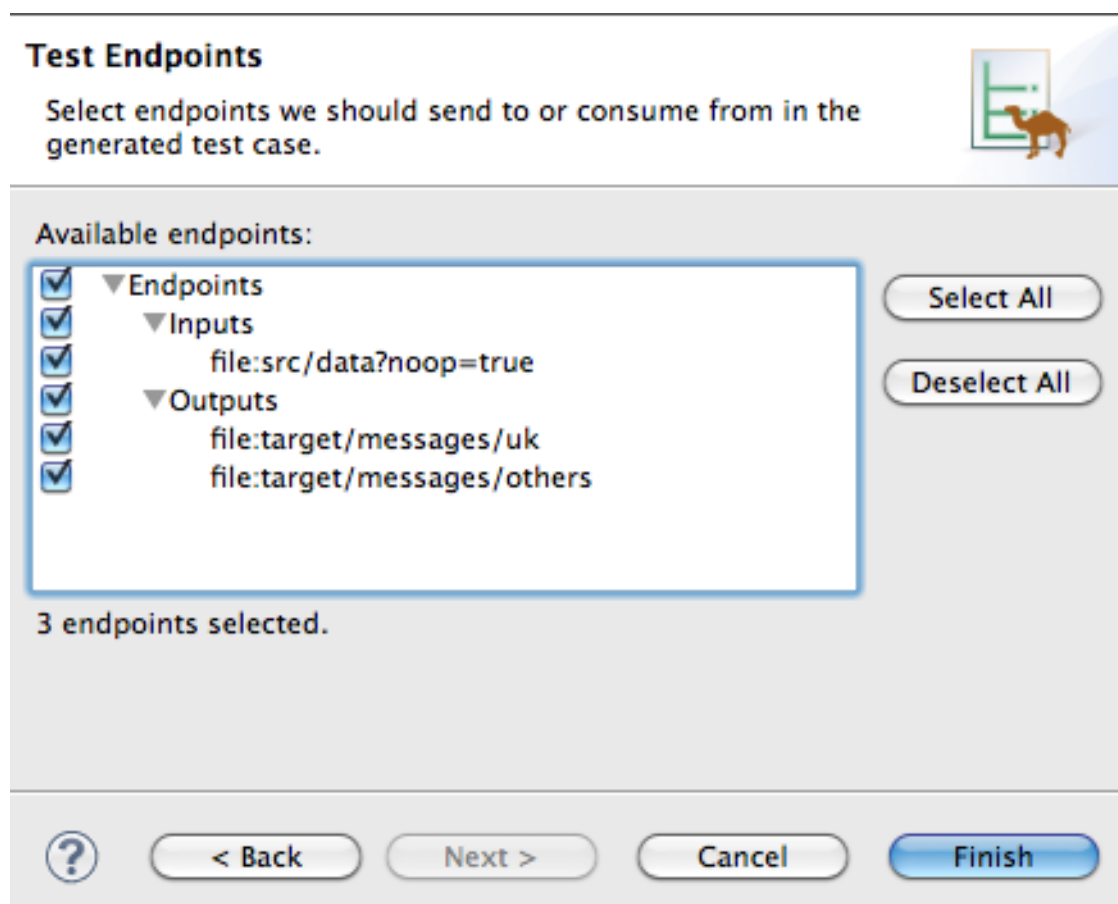 Test Endpoints
Select endpoints we should send to or consume from in the
generated test case.
Available endpoints:
Endpoints
Inputs
file:src/data?noop=true
Outputs
file:target/messages/uk
file:target/messages/others
Select All
Deselect All
3 endpoints selected.
?
< Back
Next >
Cancel
Finish